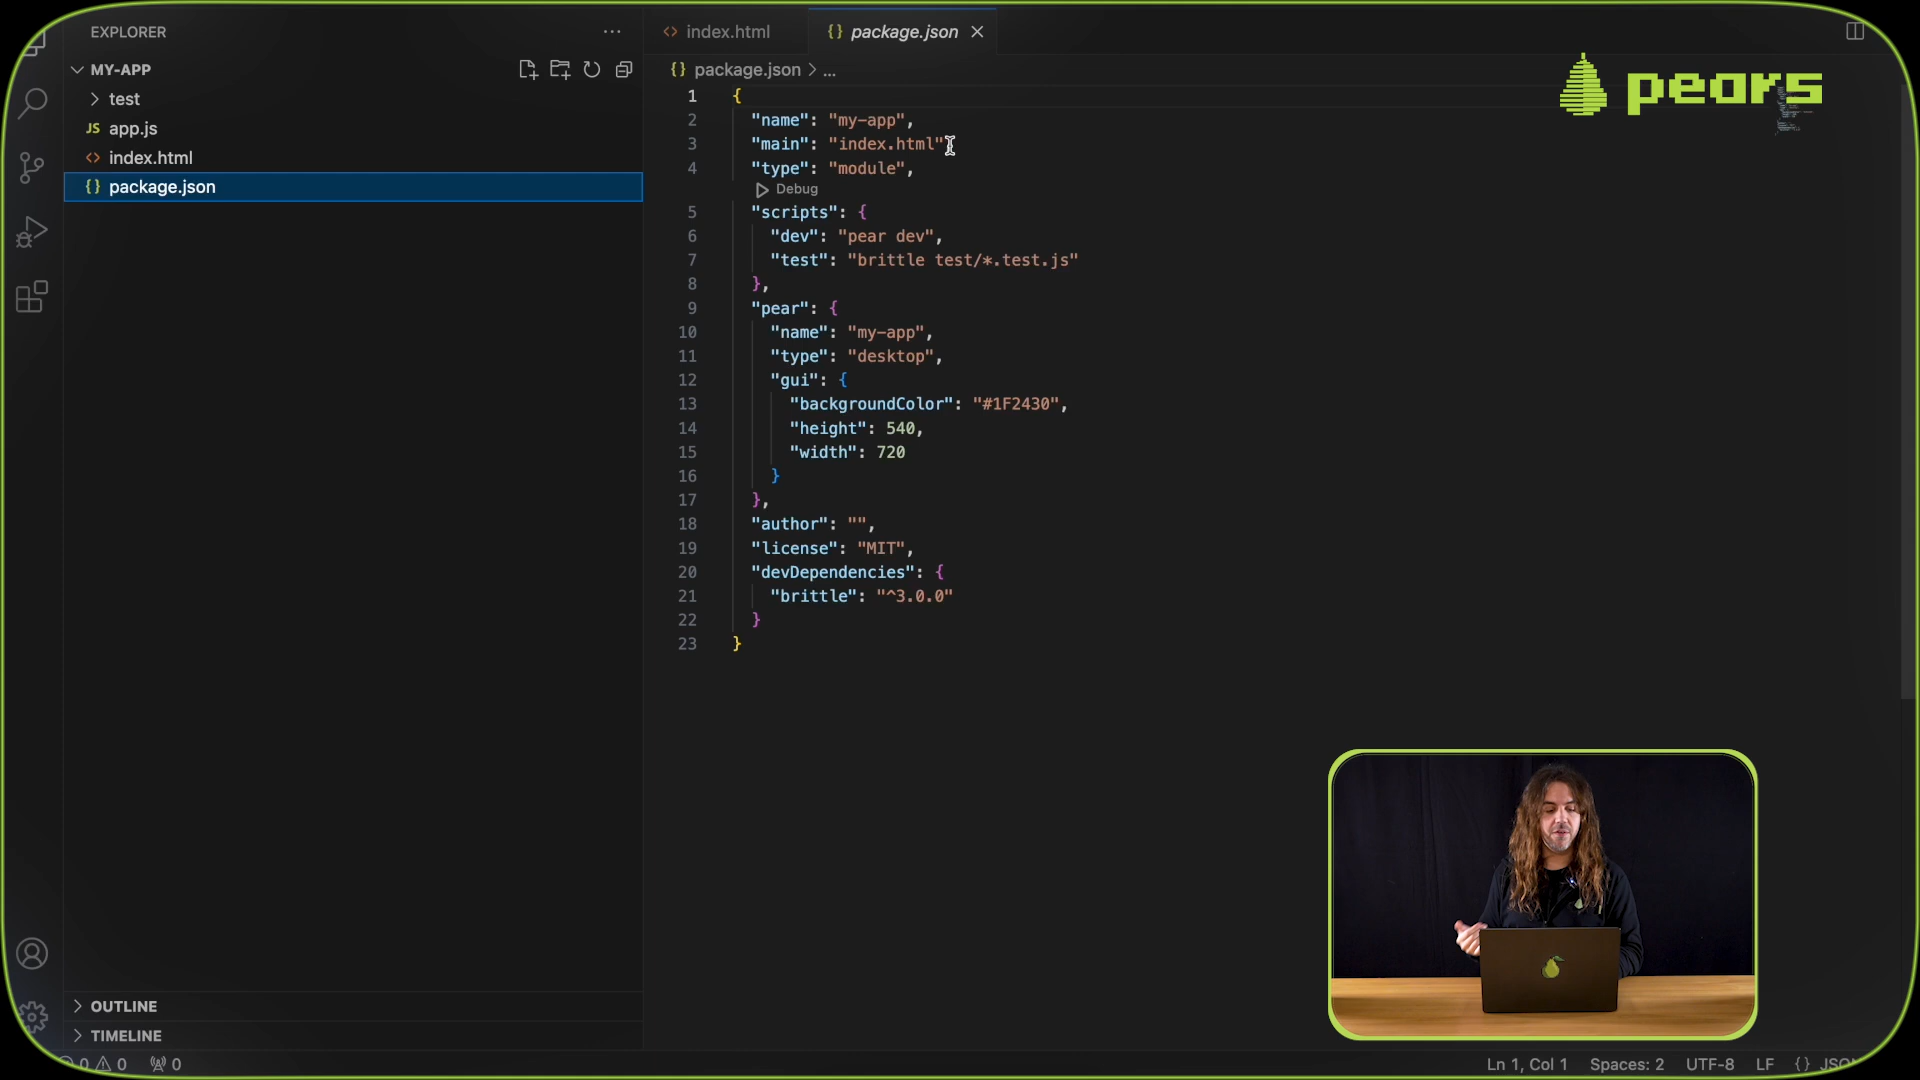 EXPLORER
MY-APP
test
JS app.js
<> index.html
{} package.json
OUTLINE
TIMELINE
<> index.html
{} package.json
{} package.json > ...
pears
1 {
2 "name": "my-app",
3 "main": "index.html"
4 "type": "module",
Debug
5 "scripts": {
6 "dev": "pear dev",
7 "test": "brittle test/*.test.js"
8 },
9 "pear": {
10 "name": "my-app",
11 "type": "desktop",
12 "gui": {
13 "backgroundColor": "#1F2430",
14 "height": 540,
15 "width": 720
16 }
17 },
18 "author": "",
19 "license": "MIT",
20 "devDependencies": {
21 "brittle": "^3.0.0"
22 }
23 }
0 0 0
Ln 1, Col 1 Spaces: 2 UTF-8 LF {}